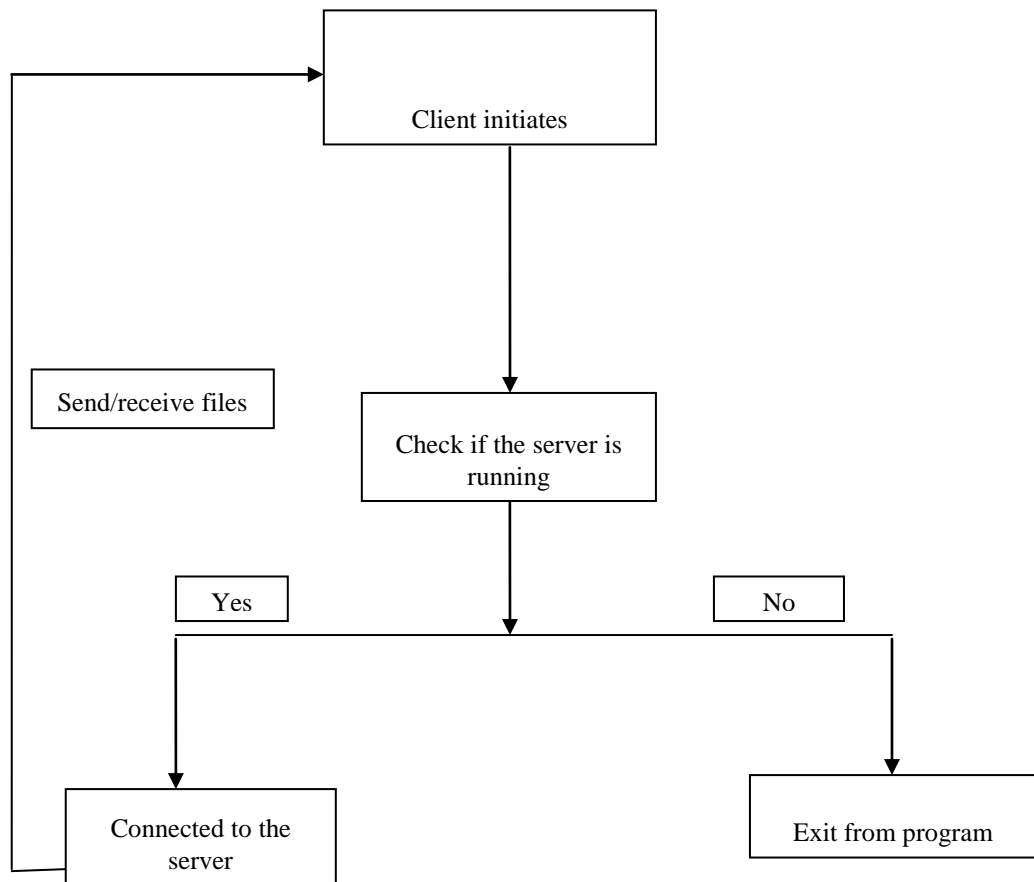 Client initiates
Send/receive files
Check if the server is
running
Yes
No
Connected to the
server
Exit from program